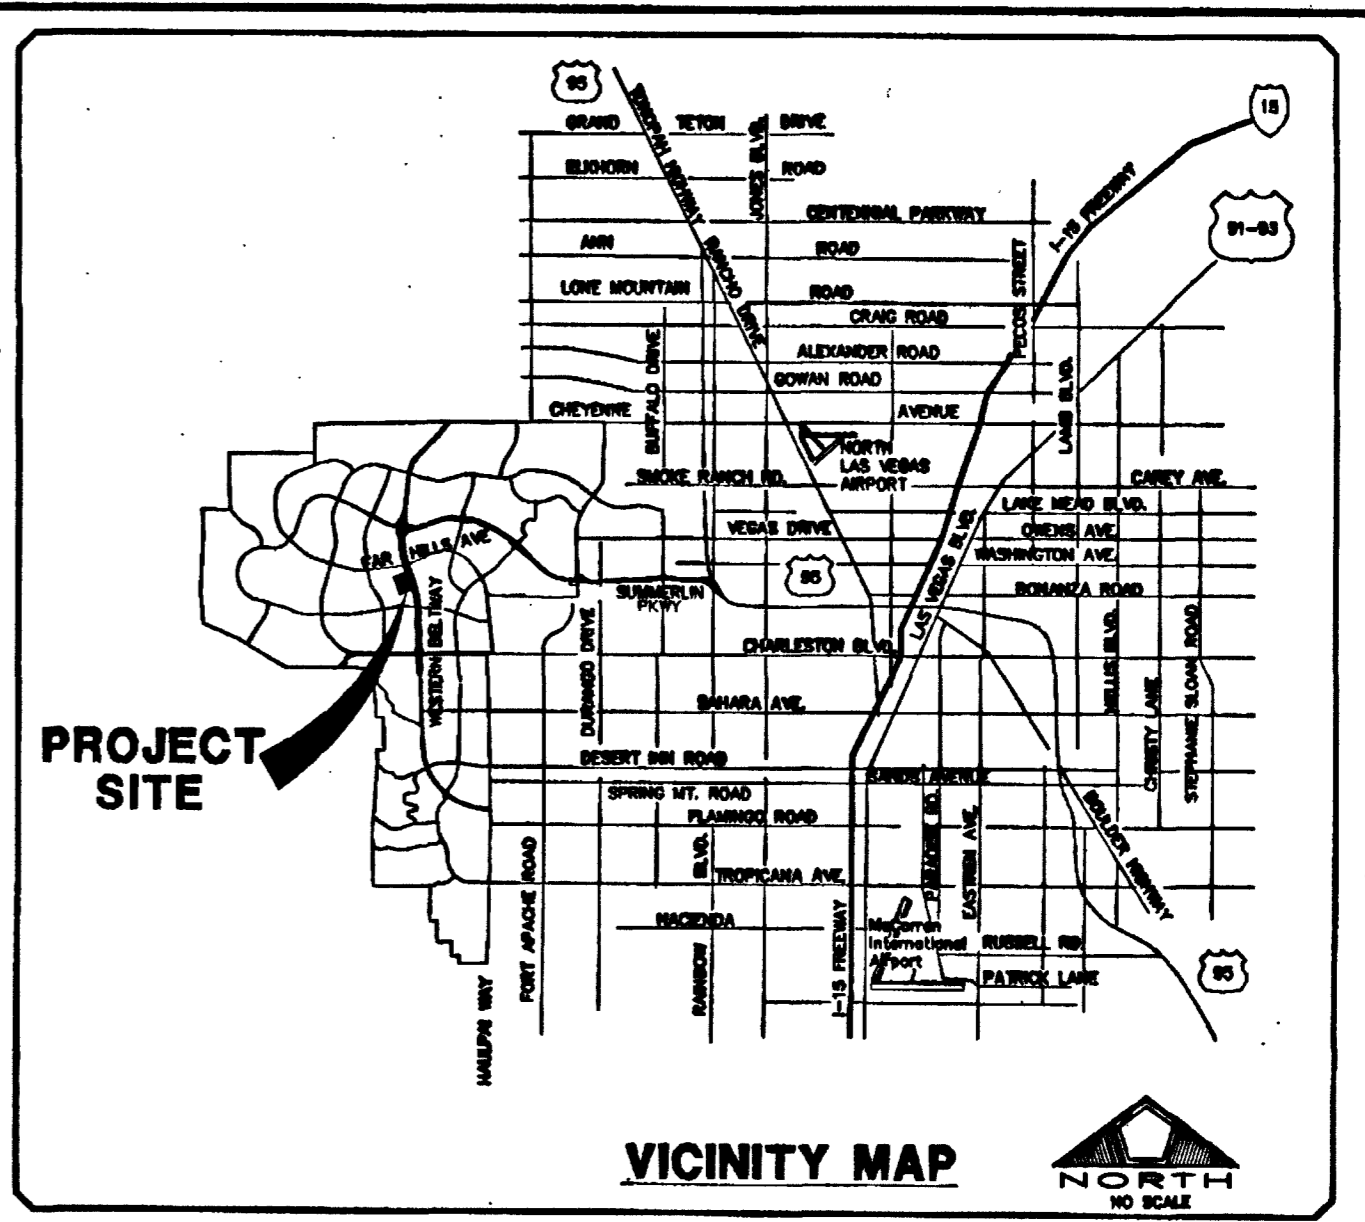 95
15
GRAND TETON DRIVE
TONOPAH HIGHWAY
JONES BLVD.
ELKHORN ROAD
I-15 FREEWAY
91-93
CENTENNIAL PARKWAY
ANN ROAD
RANCHO DRIVE
PECOS STREET
LONE MOUNTAIN ROAD
CRAIG ROAD
BUFFALO DRIVE
ALEXANDER ROAD
GOWAN ROAD
LAMB BLVD.
CHEYENNE AVENUE
NORTH
LAS VEGAS
AIRPORT
SMOKE RANCH RD.
CAREY AVE.
LAKE MEAD BLVD.
VEGAS DRIVE
OWENS AVE.
FAR HILLS AVE
WASHINGTON AVE.
LAS VEGAS BLVD.
95
SUMMERLIN
PKWY
BONANZA ROAD
WESTERN BELTWAY
DURANGO DRIVE
CHARLESTON BLVD.
NELLIS BLVD.
STEPHANIE SLOAN ROAD
CHRISTY LANE
SAHARA AVE.
PROJECT
SITE
DESERT INN ROAD
SANDS AVENUE
SPRING MT. ROAD
FLAMINGO ROAD
PARADISE RD.
EASTERN AVE.
BOULDER HIGHWAY
FORT APACHE ROAD
RAINBOW BLVD.
TROPICANA AVE.
HACIENDA
I-15 FREEWAY
McCarren
International
Airport
RUSSELL RD.
PATRICK LANE
95
HAULPAI WAY
VICINITY MAP
NORTH
NO SCALE